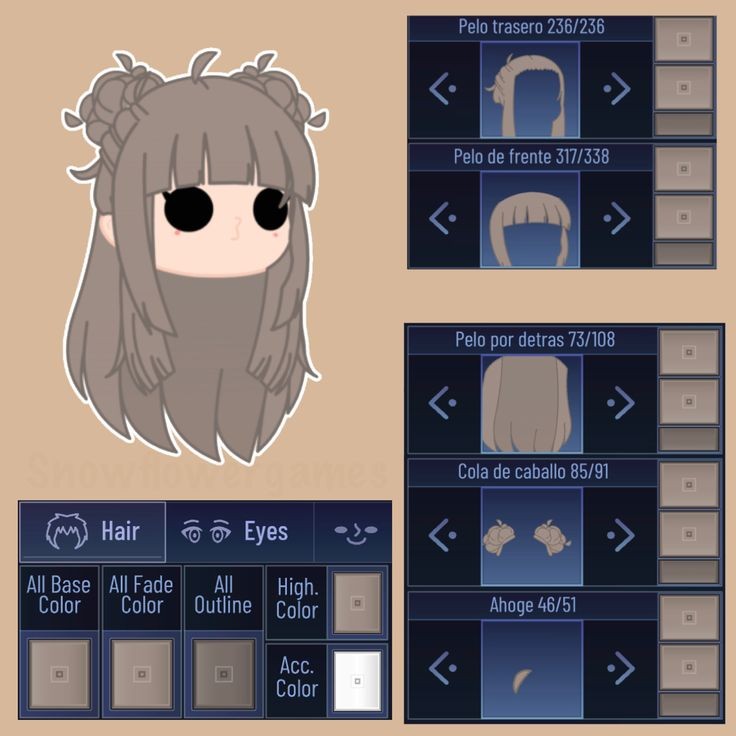 Pelo trasero 236/236
Pelo de frente 317/338
Pelo por detras 73/108
Cola de caballo 85/91
Ahoge 46/51
Snowflowergames
Hair
Eyes
All Base
Color
All Fade
Color
All
Outline
High.
Color
Acc.
Color